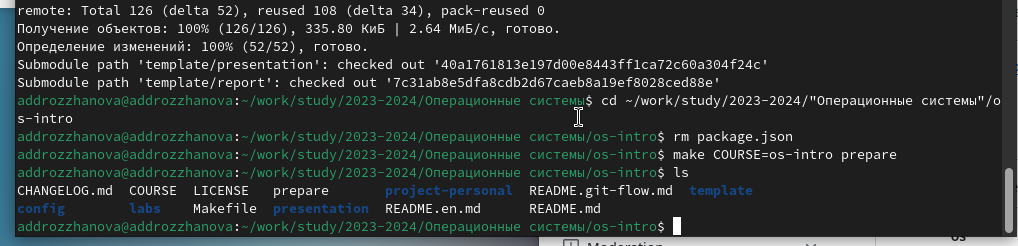 remote: Total 126 (delta 52), reused 108 (delta 34), pack-reused 0
Получение объектов: 100% (126/126), 335.80 КиБ | 2.64 МиБ/с, готово.
Определение изменений: 100% (52/52), готово.
Submodule path 'template/presentation': checked out '40a1761813e197d00e8443ff1ca72c60a304f24c'
Submodule path 'template/report': checked out '7c31ab8e5dfa8cdb2d67caeb8a19ef8028ced88e'
addrozzhanova@addrozzhanova:~/work/study/2023-2024/Операционные системы$ cd ~/work/study/2023-2024/"Операционные системы"/o
s-intro
addrozzhanova@addrozzhanova:~/work/study/2023-2024/Операционные системы/os-intro$ rm package.json
addrozzhanova@addrozzhanova:~/work/study/2023-2024/Операционные системы/os-intro$ make COURSE=os-intro prepare
addrozzhanova@addrozzhanova:~/work/study/2023-2024/Операционные системы/os-intro$ ls
CHANGELOG.md  COURSE  LICENSE   prepare       project-personal  README.git-flow.md  template
config        labs    Makefile  presentation  README.en.md      README.md
addrozzhanova@addrozzhanova:~/work/study/2023-2024/Операционные системы/os-intro$